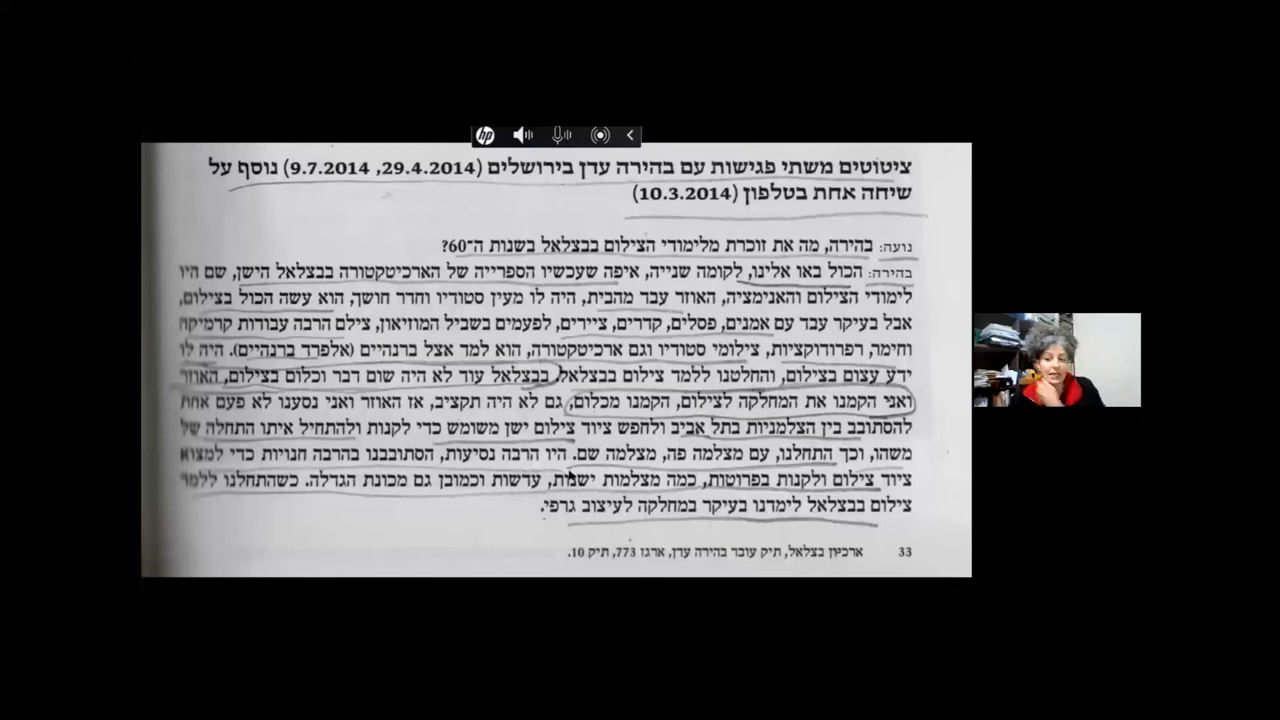 hp
ציטוטים משתי פגישות עם בהירה עדן בירושלים (29.4.2014, 9.7.2014) נוסף על
שיחה אחת בטלפון (10.3.2014)
נועה: בהירה, מה את זוכרת מלימודי הצילום בבצלאל בשנות ה־60?
בהירה: הכול באו אלינו, לקומה שנייה, איפה שעכשיו הספרייה של הארכיטקטורה בבצלאל הישן, שם היו
לימודי הצילום והאנימציה, האוזר עבד מהבית, היה לו מעין סטודיו וחדר חושך, הוא עשה הכול בצילום,
אבל בעיקר עבד עם אמנים, פסלים, קדרים, ציירים, לפעמים בשביל המוזיאון, צילם הרבה עבודות קרמיקה
וחימר, רפרודוקציות, צילומי סטודיו וגם ארכיטקטורה, הוא למד אצל ברנהיים (אלפרד ברנהיים). היה לו
ידע עצום בצילום, והחלטנו ללמד צילום בבצלאל. בבצלאל עוד לא היה שום דבר וכלום בצילום, האוזר
ואני הקמנו את המחלקה לצילום, הקמנו מכלום, גם לא היה תקציב, אז האוזר ואני נסענו לא פעם אחת
להסתובב בין הצלמניות בתל אביב ולחפש ציוד צילום ישן משומש כדי לקנות ולהתחיל איתו התחלה של
משהו, וכך התחלנו, עם מצלמה פה, מצלמה שם. היו הרבה נסיעות, הסתובבנו בהרבה חנויות כדי למצוא
ציוד צילום ולקנות בפרוטות, כמה מצלמות ישנות, עדשות וכמובן גם מכונת הגדלה. כשהתחלנו ללמד
צילום בבצלאל לימדנו בעיקר במחלקה לעיצוב גרפי.
33 ארכיון בצלאל, תיק עובד בהירה עדן, ארגז 773, תיק 10.